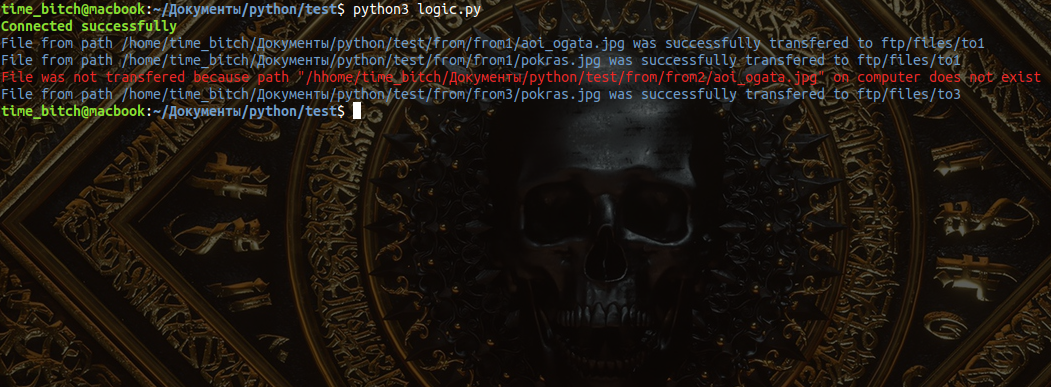 time_bitch@macbook:~/Документы/python/test$ python3 logic.py
Connected successfully
File from path /home/time_bitch/Документы/python/test/from/from1/aoi_ogata.jpg was successfully transfered to ftp/files/to1
File from path /home/time_bitch/Документы/python/test/from/from1/pokras.jpg was successfully transfered to ftp/files/to1
File was not transfered because path "/hhome/time_bitch/Документы/python/test/from/from2/aoi_ogata.jpg" on computer does not exist
File from path /home/time_bitch/Документы/python/test/from/from3/pokras.jpg was successfully transfered to ftp/files/to3
time_bitch@macbook:~/Документы/python/test$